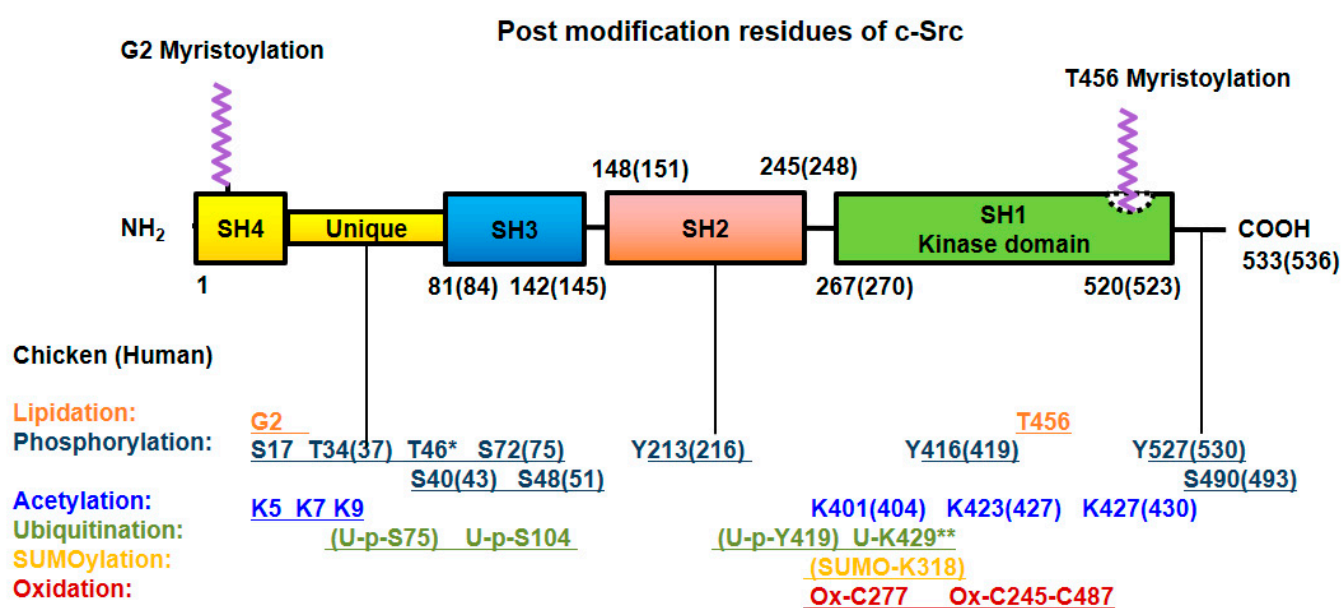 Post modification residues of c-Src
G2 Myristoylation
T456 Myristoylation
148(151) 245(248)
NH2 SH4 Unique SH3 SH2 SH1 Kinase domain COOH
533(536)
1 81(84) 142(145) 267(270) 520(523)
Chicken (Human)
Lipidation: G2 T456
Phosphorylation: S17 T34(37) T46* S72(75) Y213(216) Y416(419) Y527(530)
S40(43) S48(51) S490(493)
Acetylation: K5 K7 K9 K401(404) K423(427) K427(430)
Ubiquitination: (U-p-S75) U-p-S104 (U-p-Y419) U-K429**
SUMOylation: (SUMO-K318)
Oxidation: Ox-C277 Ox-C245-C487